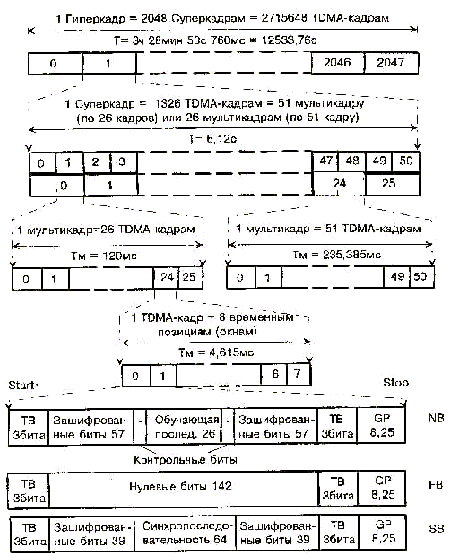 1 Гиперкадр = 2048 Суперкадрам = 2715648 TDMA-кадрам
T= 3ч 28мин 53с 760мс = 12533,76с
0 1 2046 2047
1 Суперкадр = 1326 TDMA-кадрам = 51 мультикадру
(по 26 кадров) или 26 мультикадрам (по 51 кадру)
T= 6,12с
0 1 2 3 47 48 49 50
0 1 24 25
1 мультикадр=26 TDMA кадрам 1 мультикадр = 51 TDMA-кадрам
Tм = 120мс Tм = 235,385мс
0 1 24 25 0 1 49 50
1 TDMA-кадр = 8 временным
позициям (окнам)
Tм = 4,615мс
0 1 6 7
Start Stop
TB Зашифрован- - Обучающая - Зашифрован- TB GP NB
3бита ные биты 57 послед. 26 ные биты 57 3бита 8,25
Контрольные биты
TB Нулевые биты 142 TB GP FB
3бита 3бита 8,25
TB Зашифрован- Синхропоследо- Зашифрован- TB GP SB
3бита ные биты 39 вательность 64 ные биты 39 3бита 8,25